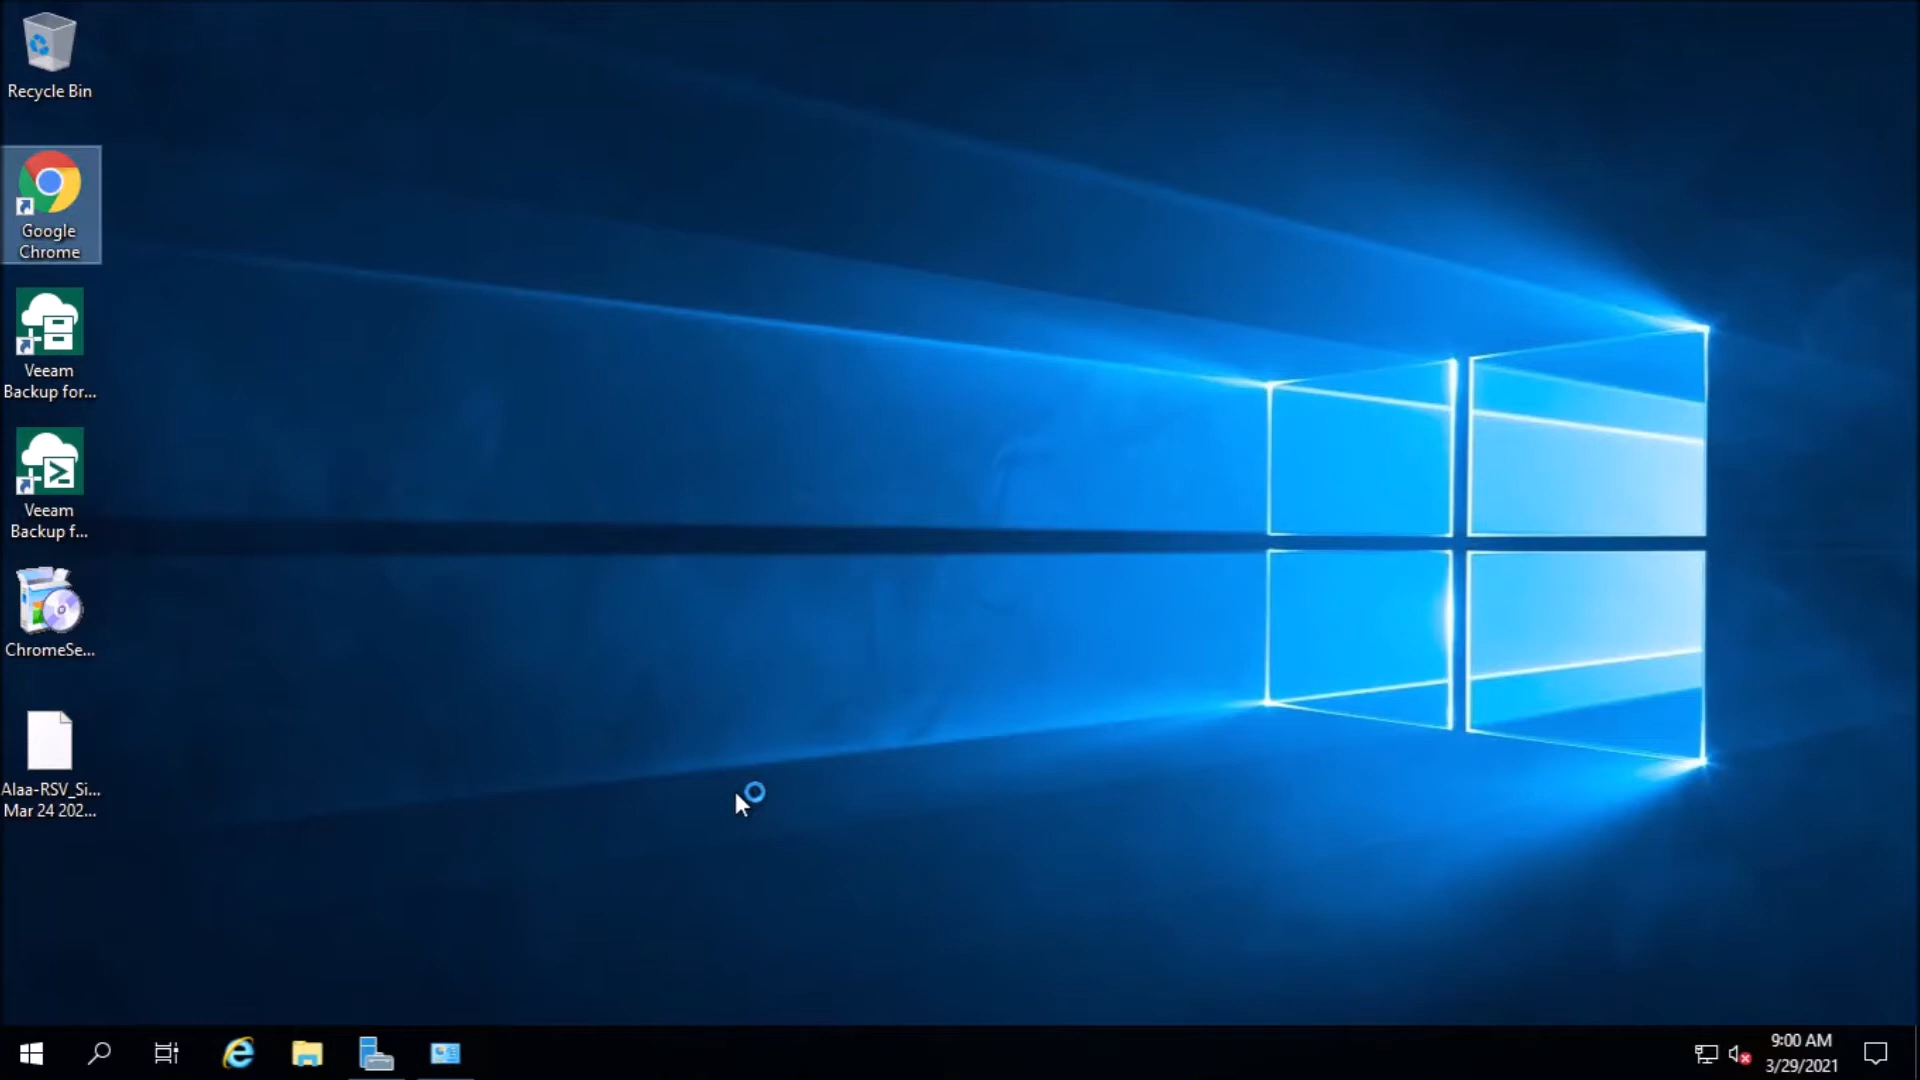 Recycle Bin
Google
Chrome
Veeam
Backup for...
Veeam
Backup f...
ChromeSe...
Alaa-RSV_Si...
Mar 24 202...
9:00 AM
3/29/2021